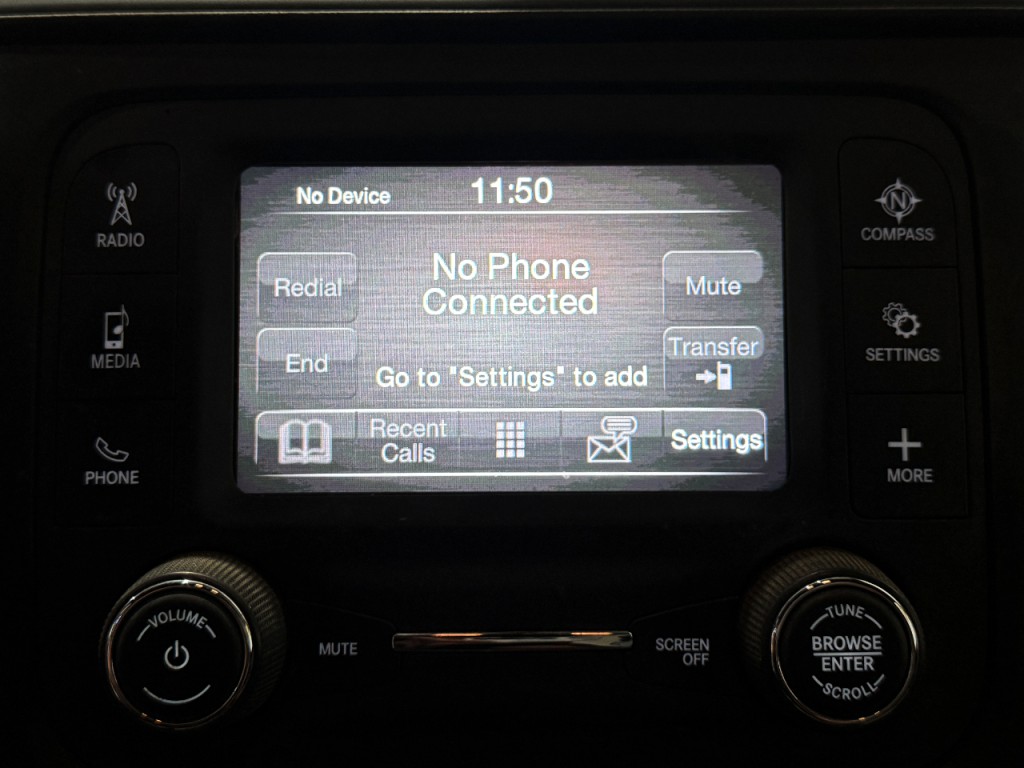 No Device 11:50
RADIO
COMPASS
No Phone
Connected
Redial
Mute
MEDIA
SETTINGS
End
Transfer
Go to "Settings" to add
Recent
Calls
Settings
PHONE
MORE
VOLUME
MUTE
SCREEN
OFF
TUNE
BROWSE
ENTER
SCROLL
N